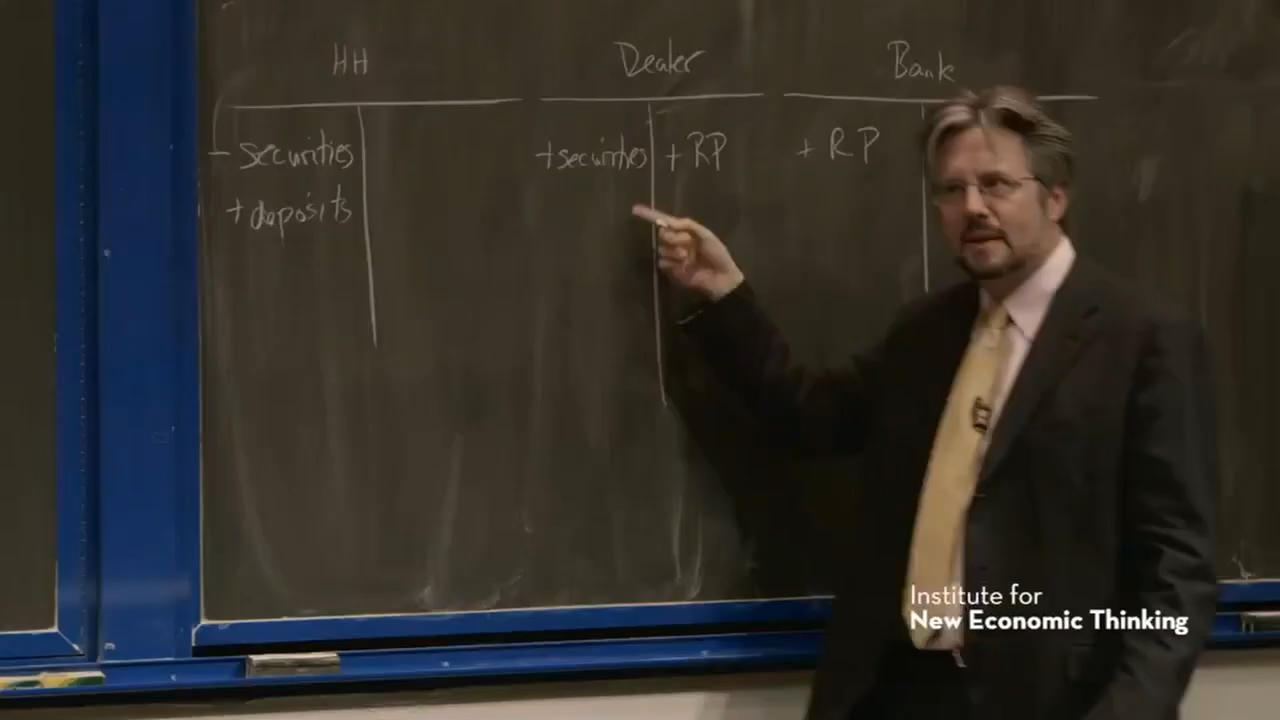 HH
Dealer
Bank
- securities
+ deposits
+ securities
+ RP
+ RP
Institute for
New Economic Thinking